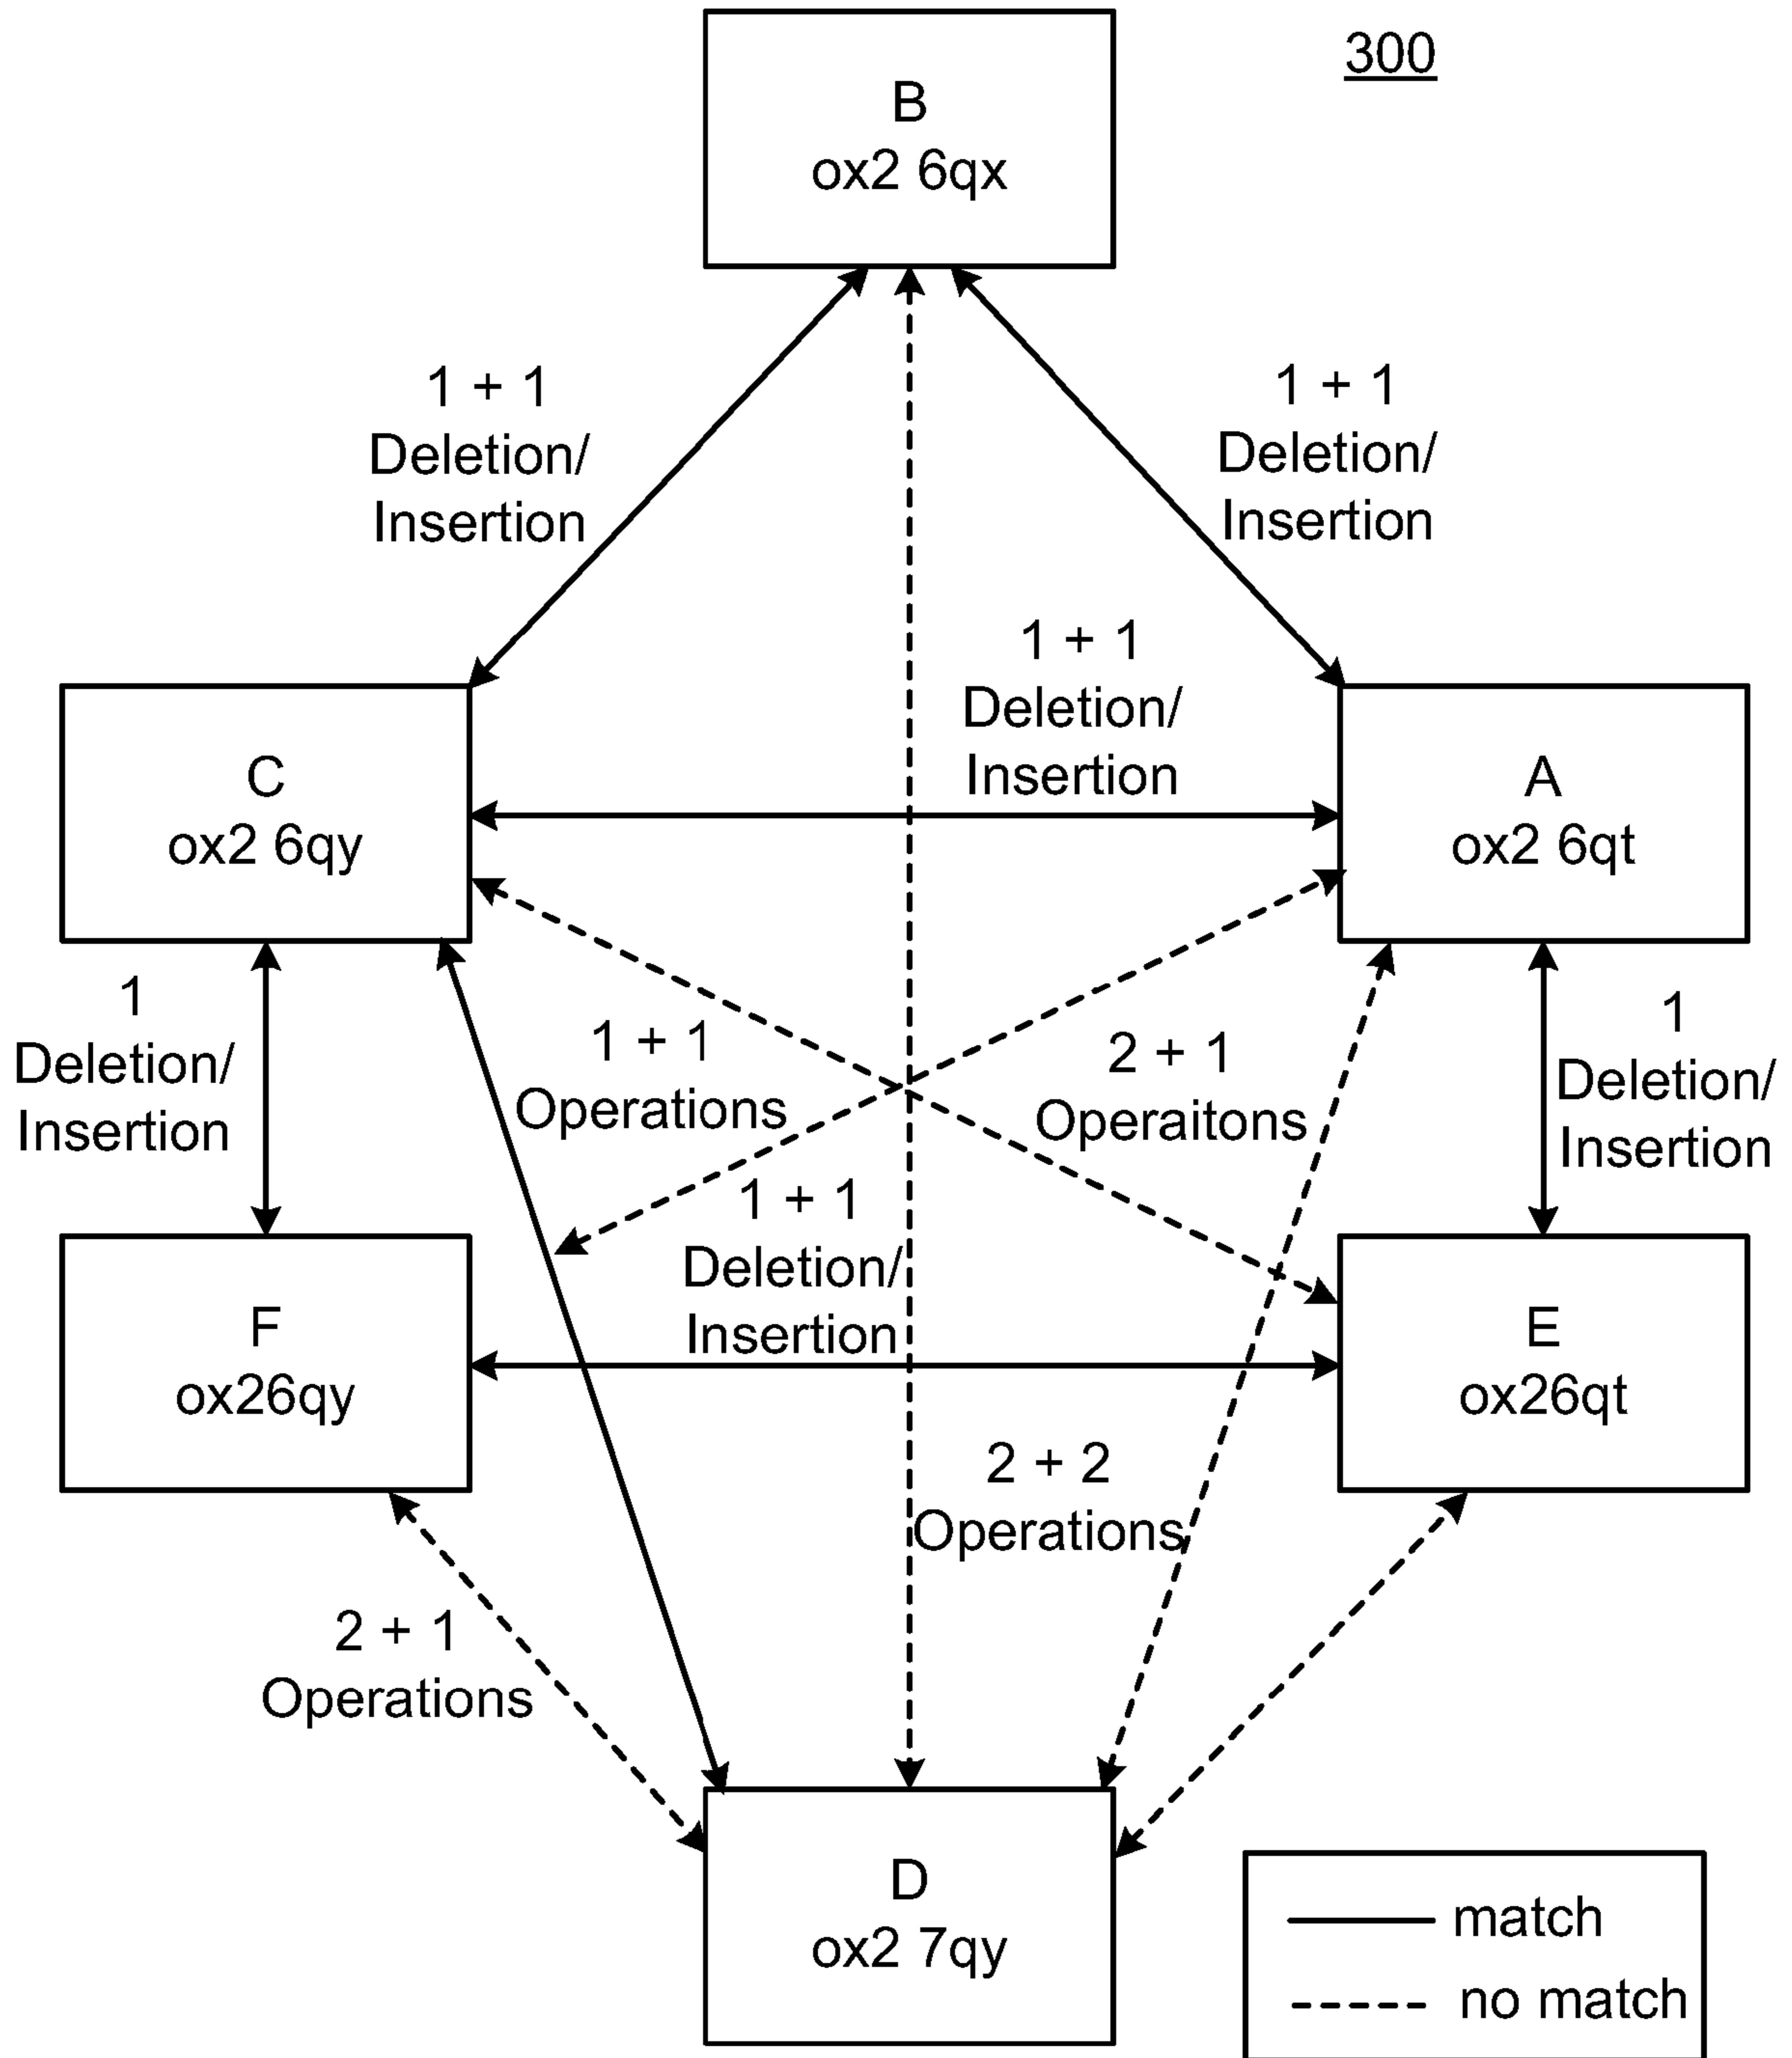 300
B
ox2 6qx
1 + 1
Deletion/
Insertion
1 + 1
Deletion/
Insertion
1 + 1
Deletion/
Insertion
C
ox2 6qy
A
ox2 6qt
1
Deletion/
Insertion
1 + 1
Operations
2 + 1
Operaitons
1
Deletion/
Insertion
1 + 1
Deletion/
Insertion
F
ox26qy
E
ox26qt
2 + 2
Operations
2 + 1
Operations
D
ox2 7qy
match
no match